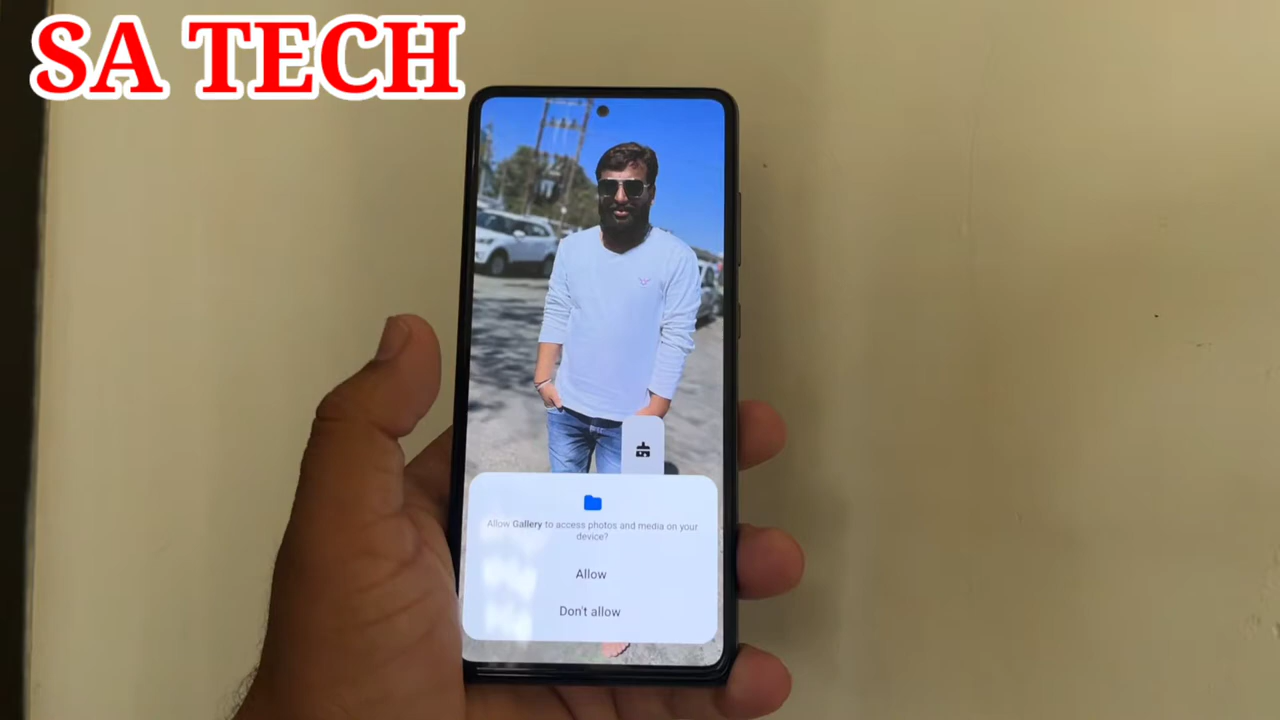 SA TECH
Allow Gallery to access photos and media on your
device?
Allow
Don't allow